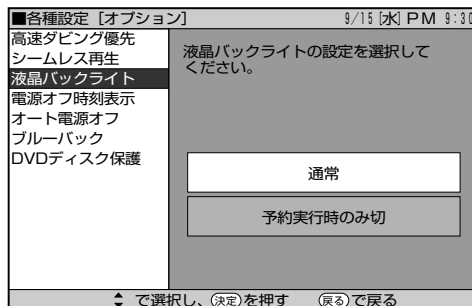 ■各種設定［オプション］ 9/15［水］PM 9:30
高速ダビング優先
シームレス再生
液晶バックライト
電源オフ時刻表示
オート電源オフ
ブルーバック
DVDディスク保護
液晶バックライトの設定を選択して
ください。
通常
予約実行時のみ切
で選択し、決定を押す 戻るで戻る